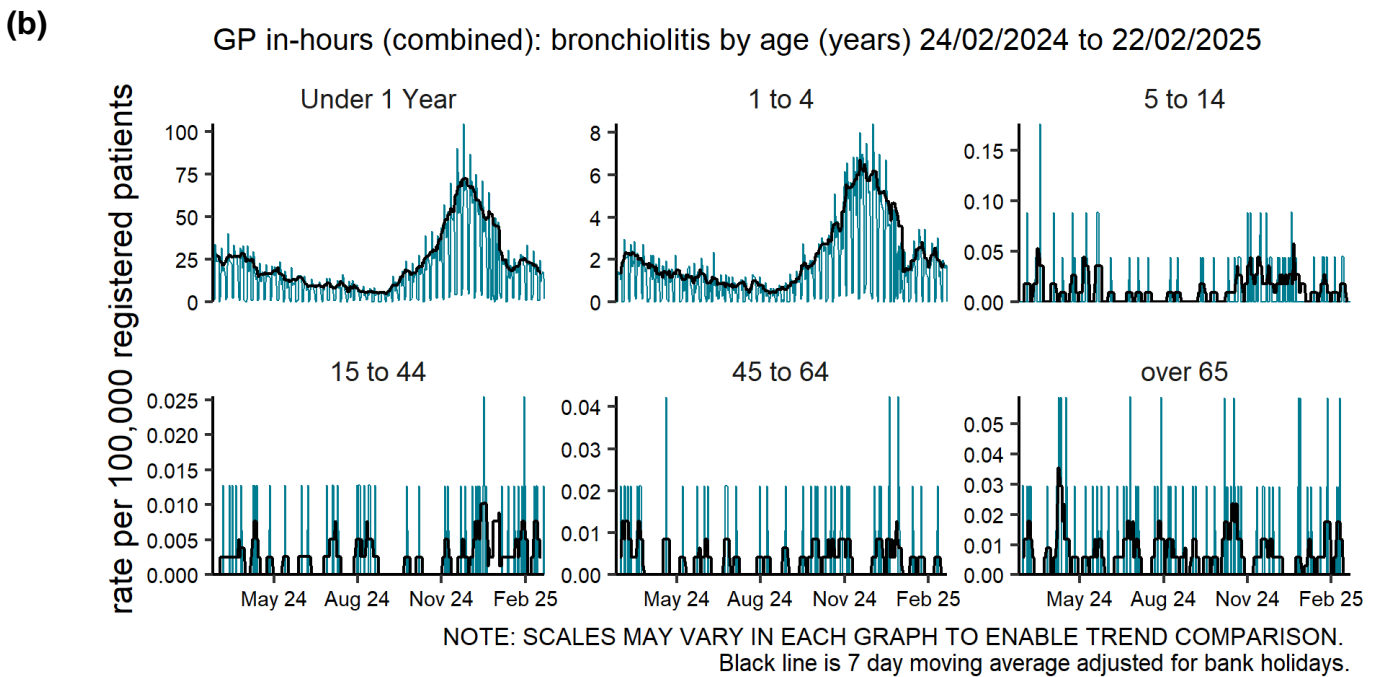 (b)
GP in-hours (combined): bronchiolitis by age (years) 24/02/2024 to 22/02/2025
rate per 100,000 registered patients
Under 1 Year
100
75
50
25
0
1 to 4
8
6
4
2
0
5 to 14
0.15
0.10
0.05
0.00
15 to 44
0.025
0.020
0.015
0.010
0.005
0.000
May 24 Aug 24 Nov 24 Feb 25
45 to 64
0.04
0.03
0.02
0.01
0.00
May 24 Aug 24 Nov 24 Feb 25
over 65
0.05
0.04
0.03
0.02
0.01
0.00
May 24 Aug 24 Nov 24 Feb 25
NOTE: SCALES MAY VARY IN EACH GRAPH TO ENABLE TREND COMPARISON.
Black line is 7 day moving average adjusted for bank holidays.